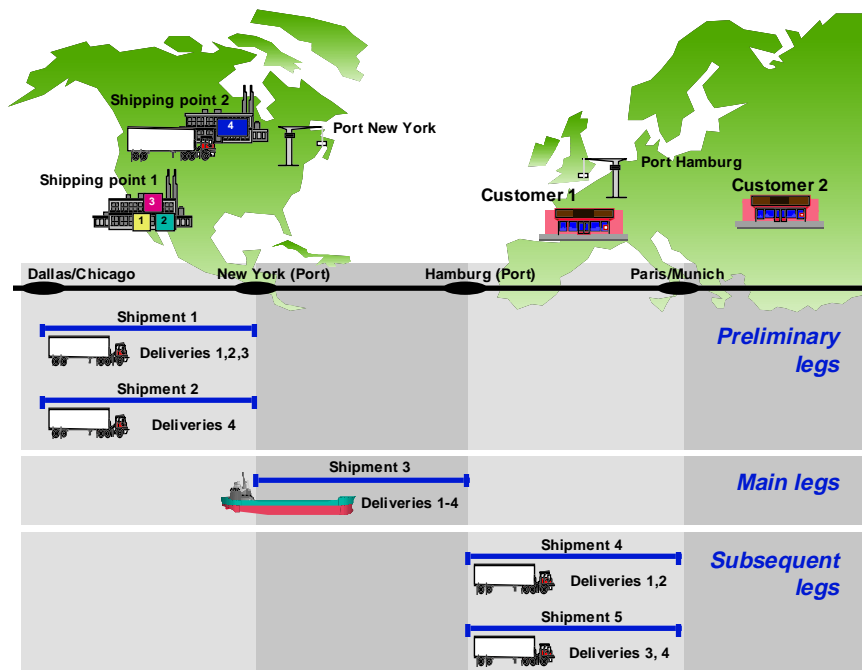 Shipping point 2
4
Port New York
Shipping point 1
3
1
2
Port Hamburg
Customer 1
Customer 2
Dallas/Chicago
New York (Port)
Hamburg (Port)
Paris/Munich
Shipment 1
Deliveries 1,2,3
Preliminary
legs
Shipment 2
Deliveries 4
Shipment 3
Deliveries 1-4
Main legs
Shipment 4
Deliveries 1,2
Subsequent
legs
Shipment 5
Deliveries 3, 4